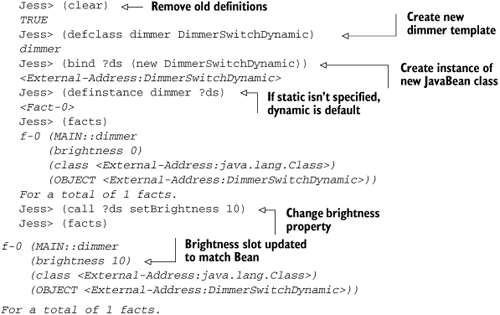 Jess> (clear) Remove old definitions
TRUE
Jess> (defclass dimmer DimmerSwitchDynamic) Create new dimmer template
dimmer
Jess> (bind ?ds (new DimmerSwitchDynamic)) Create instance of new JavaBean class
<External-Address:DimmerSwitchDynamic>
Jess> (definstance dimmer ?ds) If static isn't specified, dynamic is default
<Fact-0>
Jess> (facts)
f-0 (MAIN::dimmer
(brightness 0)
(class <External-Address:java.lang.Class>)
(OBJECT <External-Address:DimmerSwitchDynamic>))
For a total of 1 facts.
Jess> (call ?ds setBrightness 10) Change brightness property
Jess> (facts)
f-0 (MAIN::dimmer
(brightness 10) Brightness slot updated to match Bean
(class <External-Address:java.lang.Class>)
(OBJECT <External-Address:DimmerSwitchDynamic>))
For a total of 1 facts.